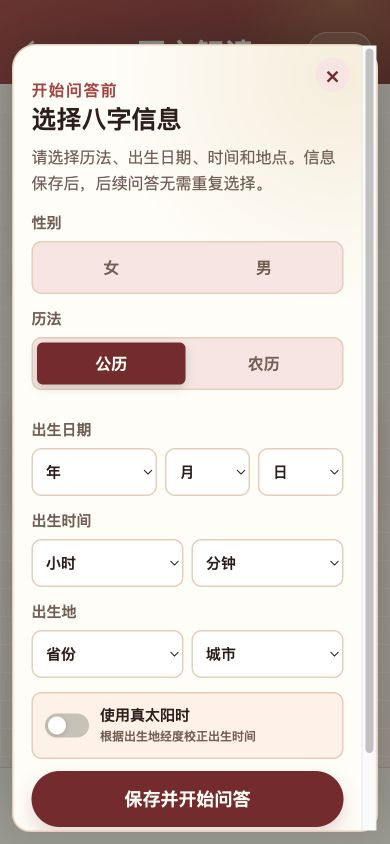 开始问答前
选择八字信息
请选择历法、出生日期、时间和地点。信息
保存后，后续问答无需重复选择。
性别
女 男
历法
公历 农历
出生日期
年 月 日
出生时间
小时 分钟
出生地
省份 城市
使用真太阳时
根据出生地经度校正出生时间
保存并开始问答